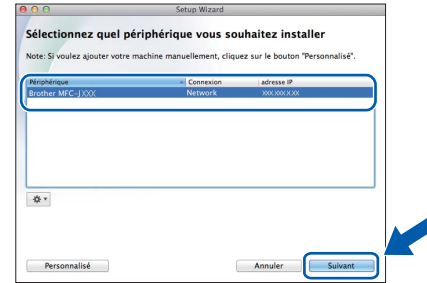 Setup Wizard
Sélectionnez quel périphérique vous souhaitez installer
Note: Si voulez ajouter votre machine manuellement, cliquez sur le bouton "Personnalisé".
Périphérique Connexion adresse IP
Brother MFC-JXXX Network XXX.XXX.X.XX
Personnalisé Annuler Suivant